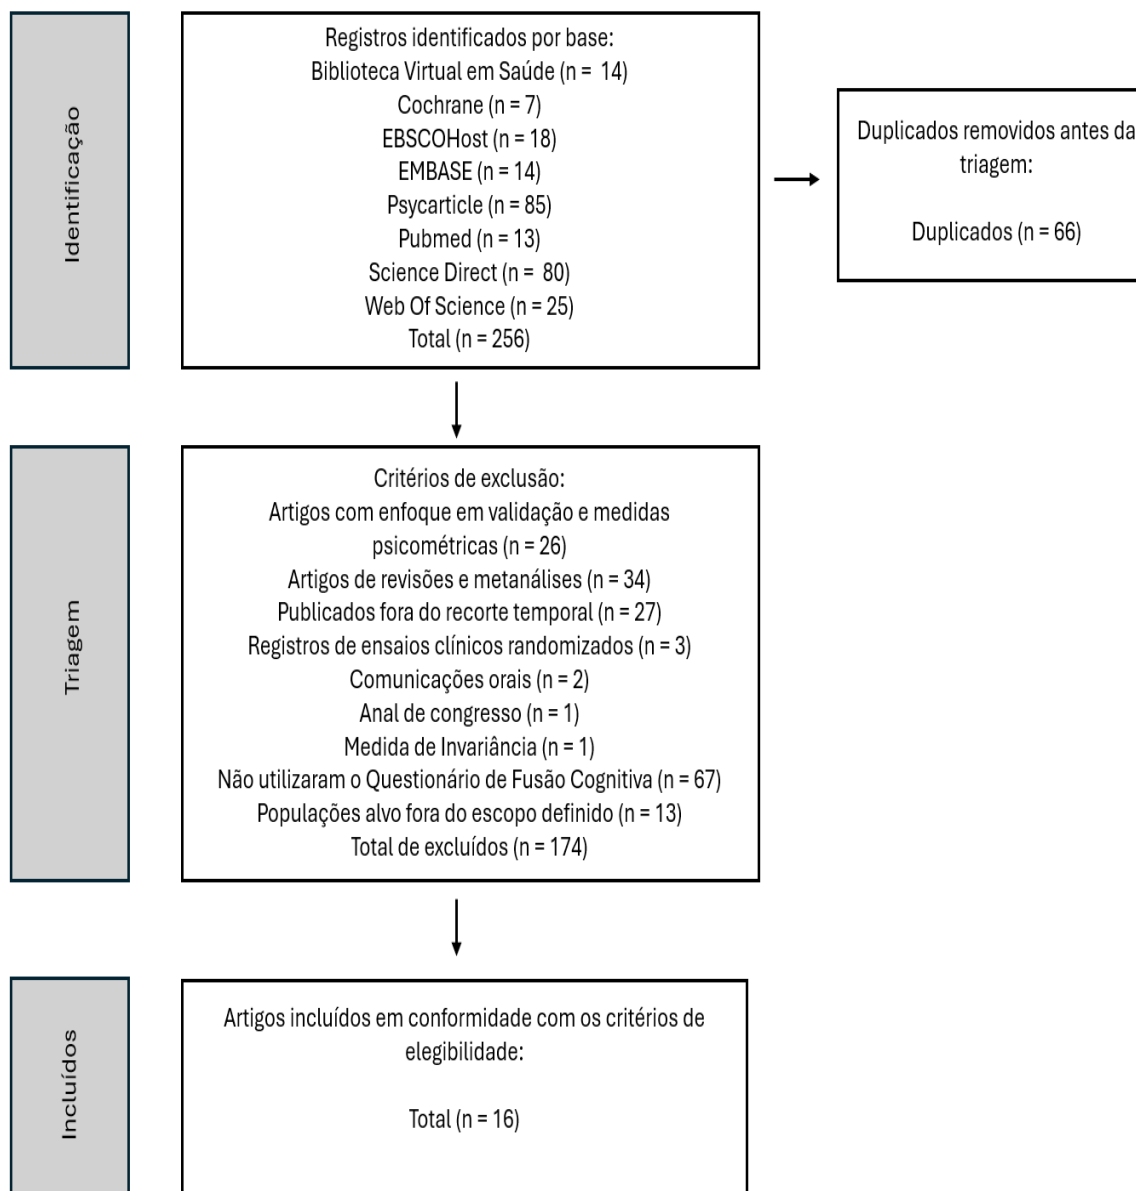 Identificação
Registros identificados por base:
Biblioteca Virtual em Saúde (n = 14)
Cochrane (n = 7)
EBSCOHost (n = 18)
EMBASE (n = 14)
Psycarticle (n = 85)
Pubmed (n = 13)
Science Direct (n = 80)
Web Of Science (n = 25)
Total (n = 256)
Duplicados removidos antes da
triagem:
Duplicados (n = 66)
Triagem
Critérios de exclusão:
Artigos com enfoque em validação e medidas
psicométricas (n = 26)
Artigos de revisões e metanálises (n = 34)
Publicados fora do recorte temporal (n = 27)
Registros de ensaios clínicos randomizados (n = 3)
Comunicações orais (n = 2)
Anal de congresso (n = 1)
Medida de Invariância (n = 1)
Não utilizaram o Questionário de Fusão Cognitiva (n = 67)
Populações alvo fora do escopo definido (n = 13)
Total de excluídos (n = 174)
Incluídos
Artigos incluídos em conformidade com os critérios de
elegibilidade:
Total (n = 16)